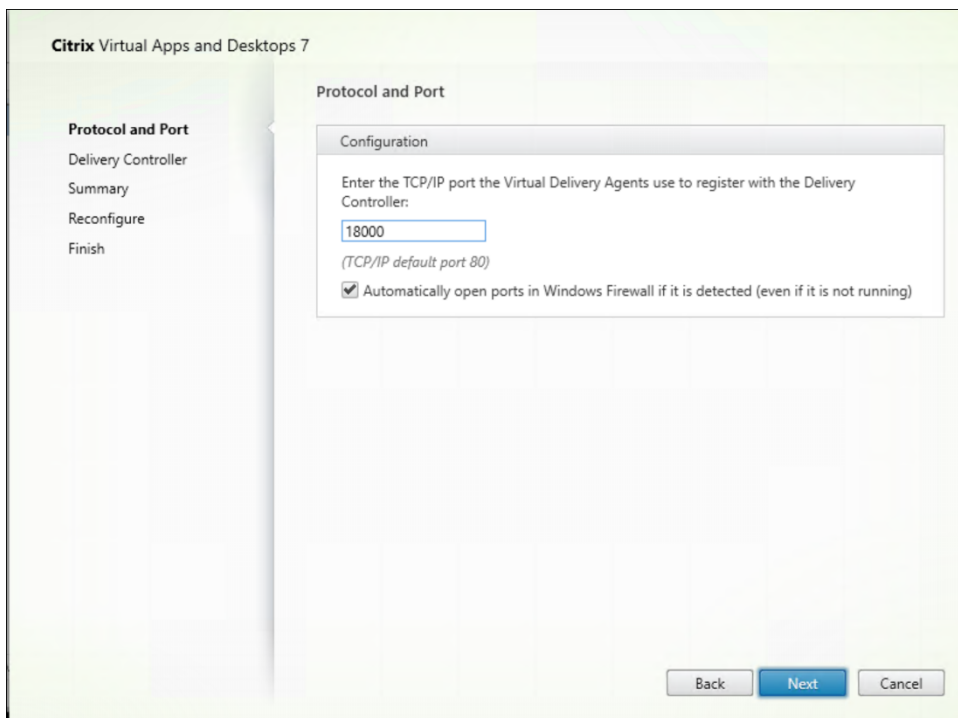 Citrix Virtual Apps and Desktops 7
Protocol and Port
Delivery Controller
Summary
Reconfigure
Finish
Protocol and Port
Configuration
Enter the TCP/IP port the Virtual Delivery Agents use to register with the Delivery
Controller:
18000
(TCP/IP default port 80)
Automatically open ports in Windows Firewall if it is detected (even if it is not running)
Back
Next
Cancel